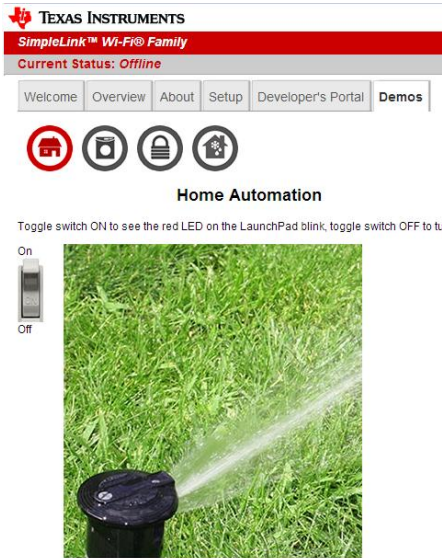 TEXAS INSTRUMENTS
SimpleLink™ Wi-Fi® Family
Current Status: Offline
Welcome Overview About Setup Developer's Portal Demos
Home Automation
Toggle switch ON to see the red LED on the LaunchPad blink, toggle switch OFF to tu
On
Off